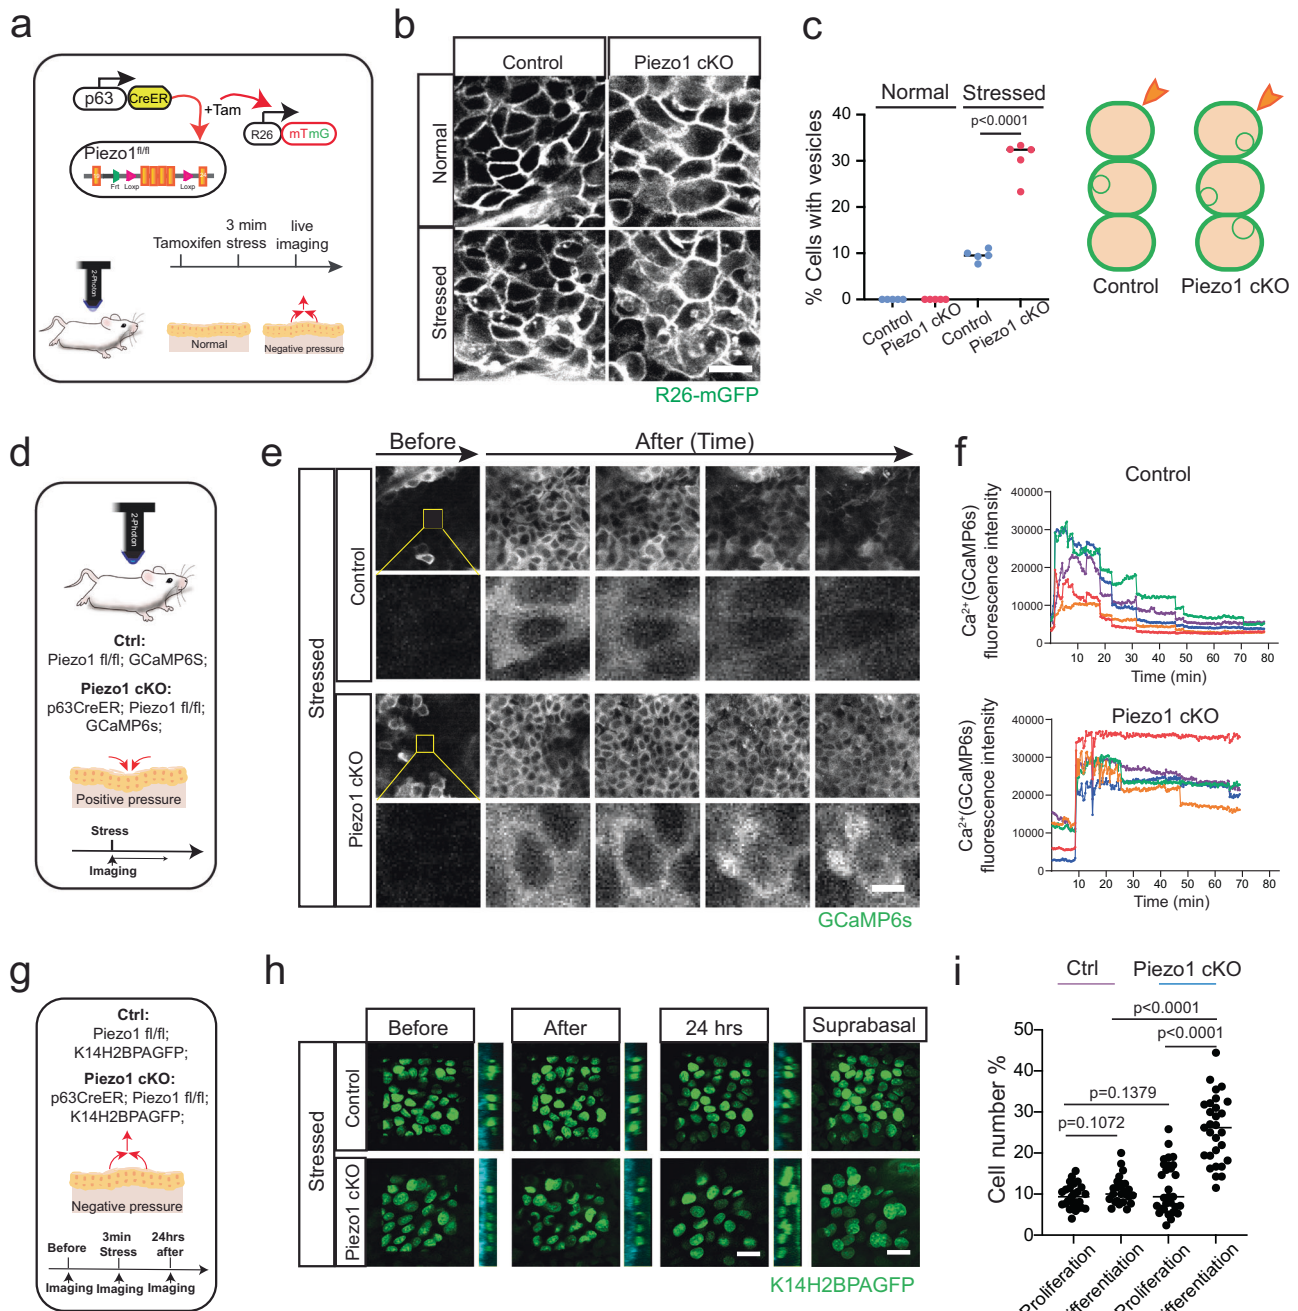 a
p63
CreER
+Tam
R26
mTmG
Piezo1fl/fl
Frt
Loxp
Loxp
3 mim
live
Tamoxifen
stress
imaging
2-Photon
Normal
Negative pressure
b
Control
Piezo1 cKO
Normal
Stressed
R26-mGFP
c
Normal
Stressed
p<0.0001
% Cells with vesicles
40
30
20
10
0
Control
Piezo1 cKO
Control
Piezo1 cKO
Control
Piezo1 cKO
d
2-Photon
Ctrl:
Piezo1 fl/fl; GCaMP6S;
Piezo1 cKO:
p63CreER; Piezo1 fl/fl;
GCaMP6s;
Positive pressure
Stress
Imaging
e
Before
After (Time)
Stressed
Control
Piezo1 cKO
GCaMP6s
f
Control
Ca2+(GCaMP6s)
fluorescence intensity
40000
30000
20000
10000
0
10 20 30 40 50 60 70 80
Time (min)
Piezo1 cKO
Ca2+(GCaMP6s)
fluorescence intensity
40000
30000
20000
10000
0
10 20 30 40 50 60 70 80
Time (min)
g
Ctrl:
Piezo1 fl/fl;
K14H2BPAGFP;
Piezo1 cKO:
p63CreER; Piezo1 fl/fl;
K14H2BPAGFP;
Negative pressure
Before
3min
Stress
24hrs
after
Imaging
Imaging
Imaging
h
Before
After
24 hrs
Suprabasal
Stressed
Control
Piezo1 cKO
K14H2BPAGFP
i
Ctrl
Piezo1 cKO
p<0.0001
p<0.0001
p=0.1379
p=0.1072
Cell number %
50
40
30
20
10
0
Proliferation
ifferentiation
Proliferation
ifferentiation